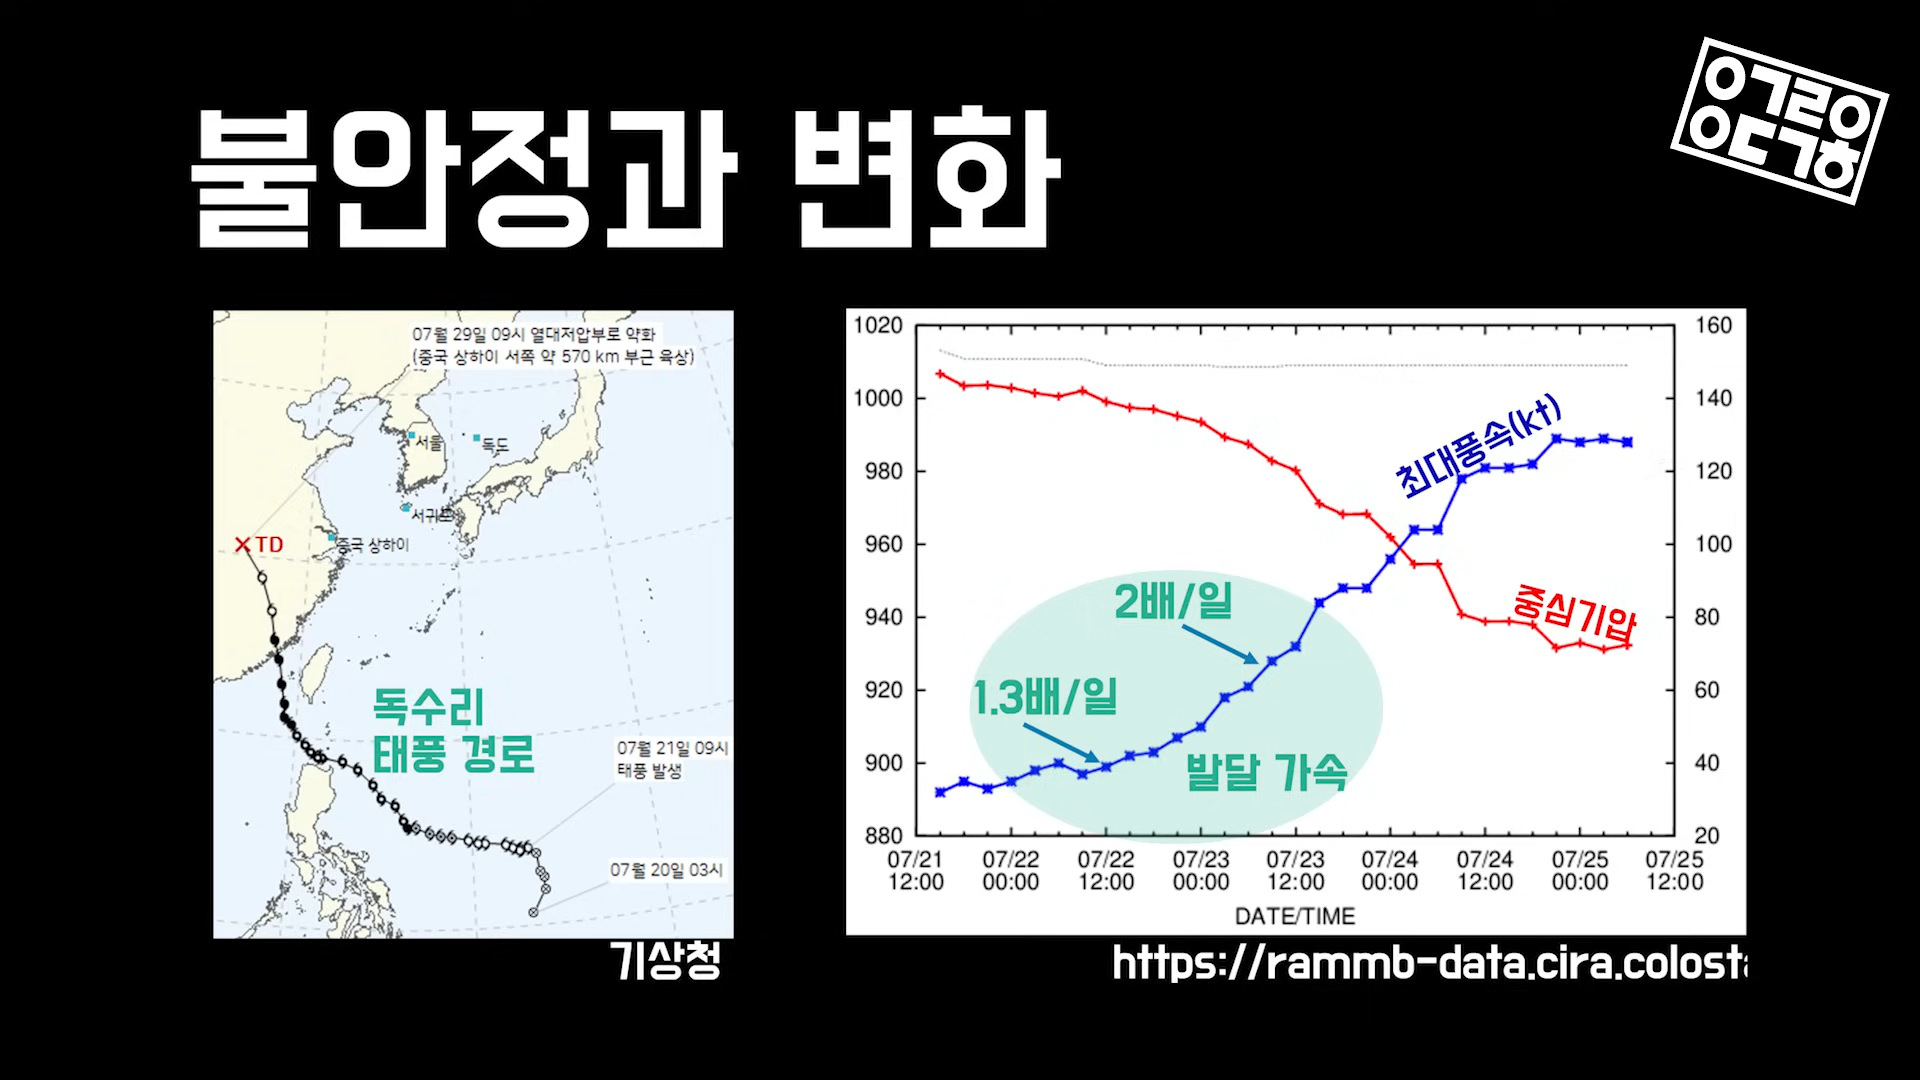 불안정과 변화
07월 29일 09시 열대저압부로 약화
(중국 상하이 서쪽 약 570 km 부근 육상)
서울
독도
서귀포
TD
중국 상하이
독수리
태풍 경로
07월 21일 09시
태풍 발생
07월 20일 03시
기상청
1020
1000
980
960
940
920
900
880
160
140
120
100
80
60
40
20
최대풍속(kt)
중심기압
2배/일
1.3배/일
발달 가속
07/21 07/22 07/22 07/23 07/23 07/24 07/24 07/25 07/25
12:00 00:00 12:00 00:00 12:00 00:00 12:00 00:00 12:00
DATE/TIME
https://rammb-data.cira.colost